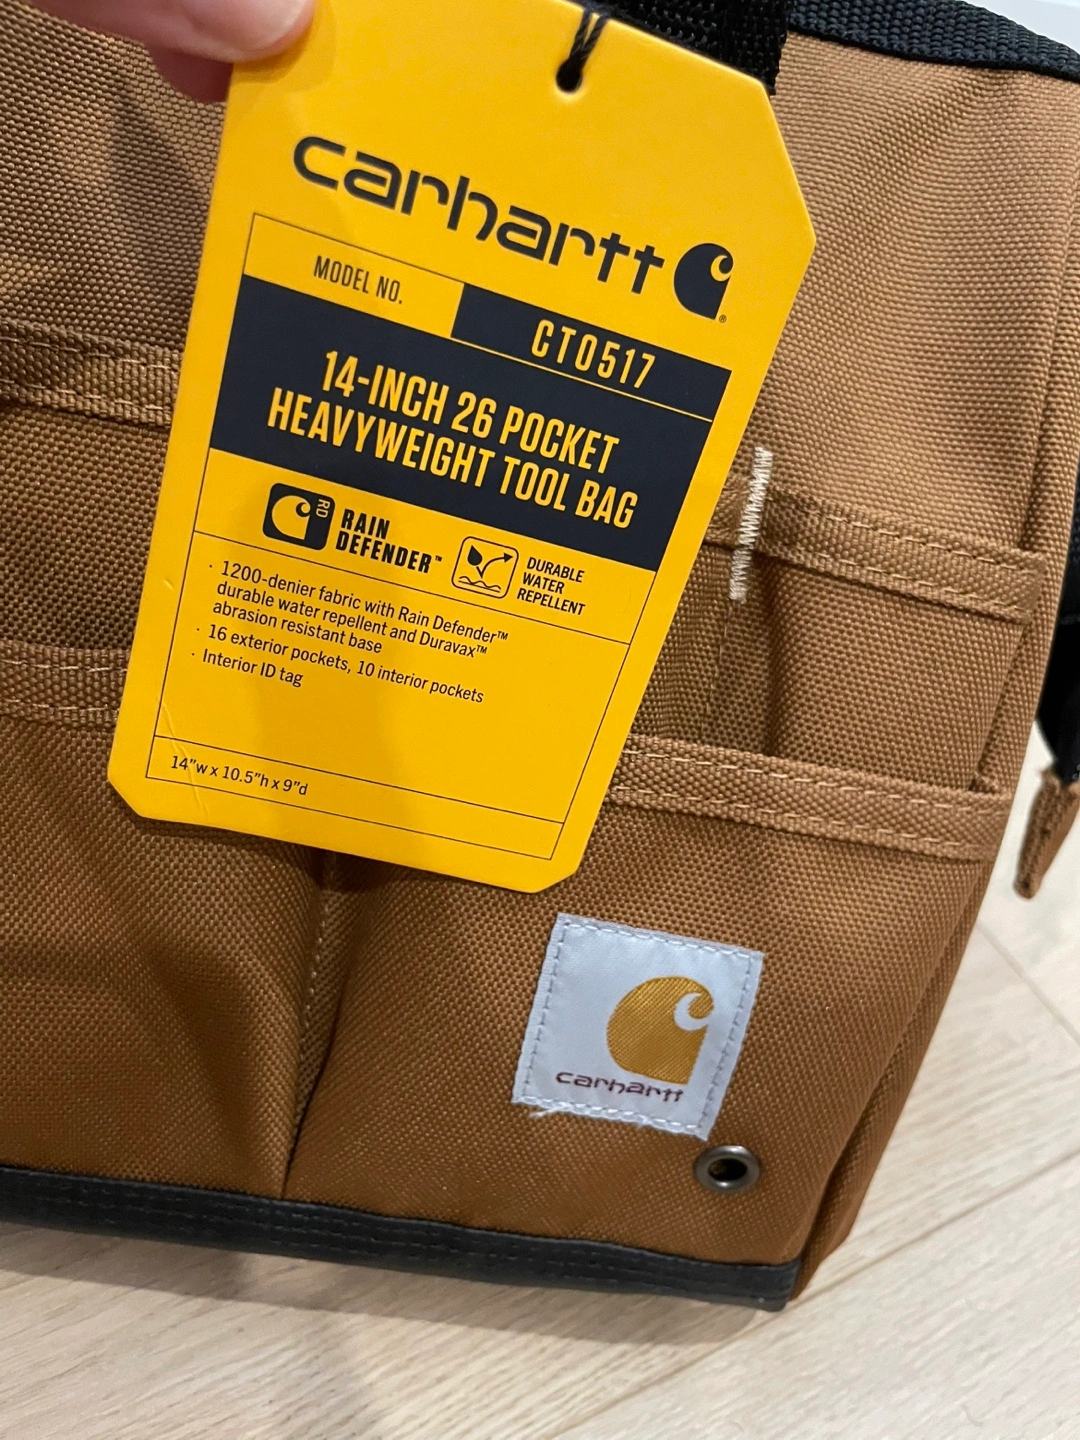 carhartt
®
MODEL NO.
CT0517
14-INCH 26 POCKET
HEAVYWEIGHT TOOL BAG
RD
RAIN
DEFENDER™
DURABLE
WATER
REPELLENT
· 1200-denier fabric with Rain Defender™
durable water repellent and Duravax™
abrasion resistant base
· 16 exterior pockets, 10 interior pockets
· Interior ID tag
14"w x 10.5"h x 9"d
carhartt